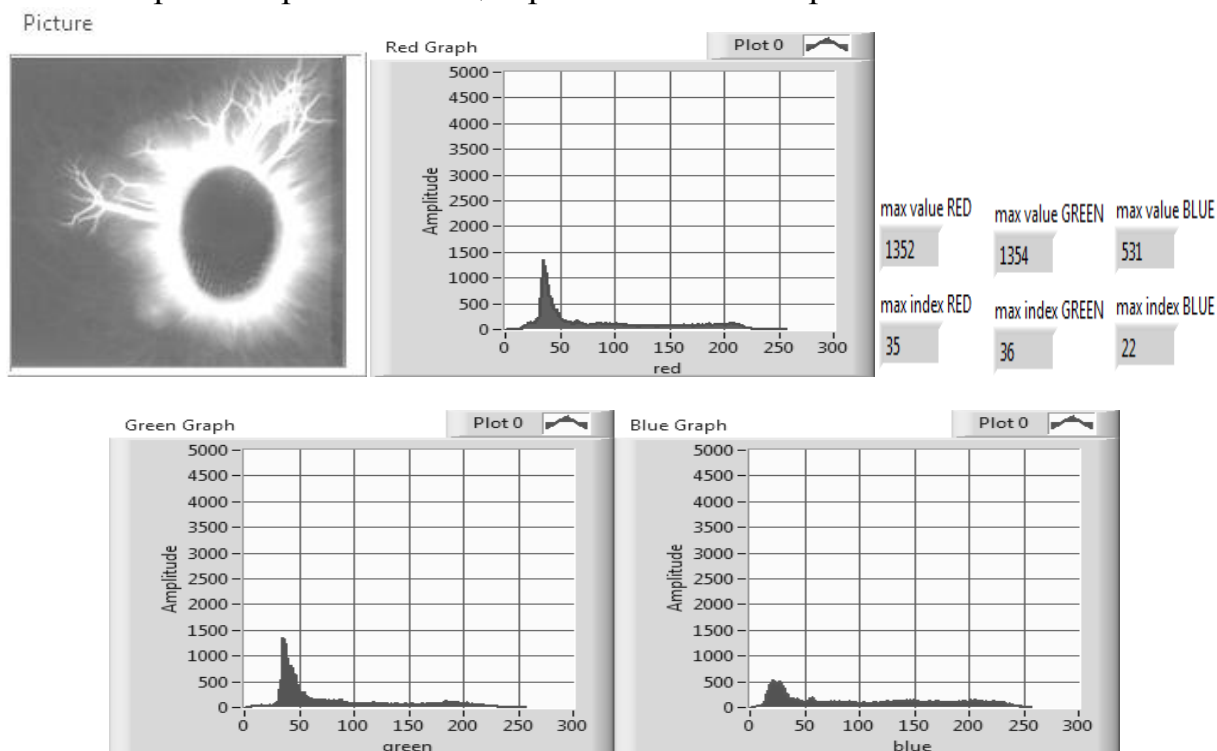 Picture
Red Graph
Plot 0
5000
4500
4000
3500
3000
2500
2000
1500
1000
500
0
Amplitude
0 50 100 150 200 250 300
red
max value RED
1352
max value GREEN
1354
max value BLUE
531
max index RED
35
max index GREEN
36
max index BLUE
22
Green Graph
Plot 0
5000
4500
4000
3500
3000
2500
2000
1500
1000
500
0
Amplitude
0 50 100 150 200 250 300
green
Blue Graph
Plot 0
5000
4500
4000
3500
3000
2500
2000
1500
1000
500
0
Amplitude
0 50 100 150 200 250 300
blue